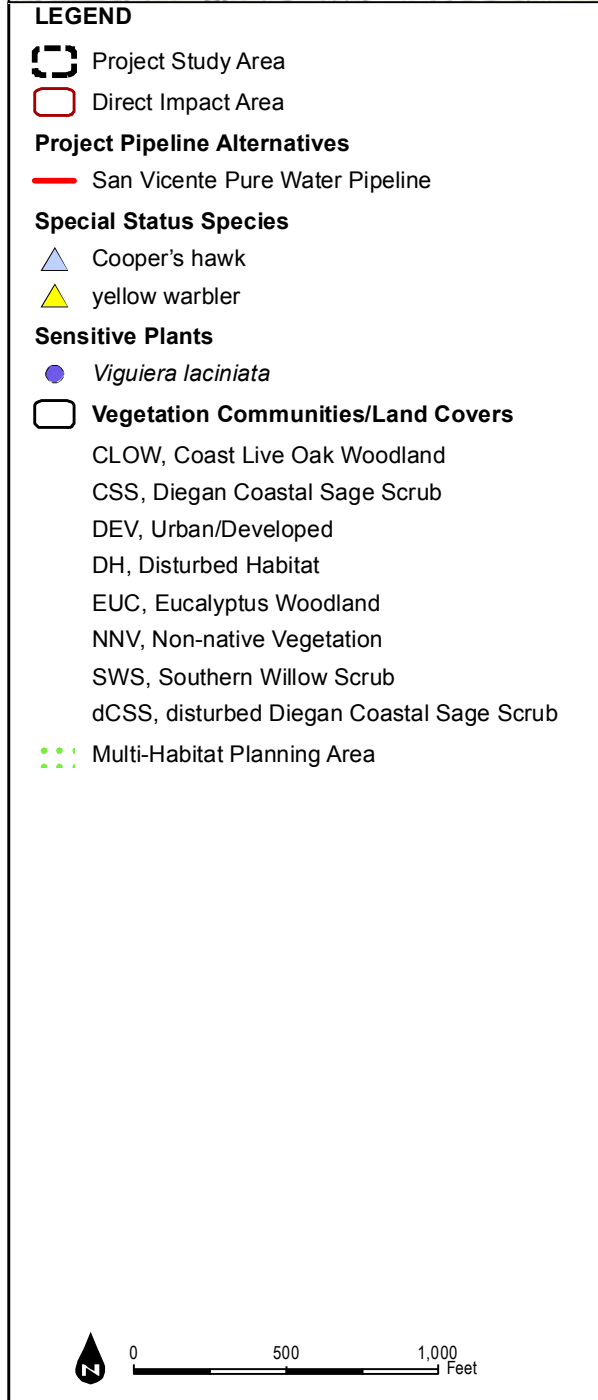 LEGEND
Project Study Area
Direct Impact Area
Project Pipeline Alternatives
San Vicente Pure Water Pipeline
Special Status Species
Cooper's hawk
yellow warbler
Sensitive Plants
Viguiera laciniata
Vegetation Communities/Land Covers
CLOW, Coast Live Oak Woodland
CSS, Diegan Coastal Sage Scrub
DEV, Urban/Developed
DH, Disturbed Habitat
EUC, Eucalyptus Woodland
NNV, Non-native Vegetation
SWS, Southern Willow Scrub
dCSS, disturbed Diegan Coastal Sage Scrub
Multi-Habitat Planning Area
N 0 500 1,000 Feet